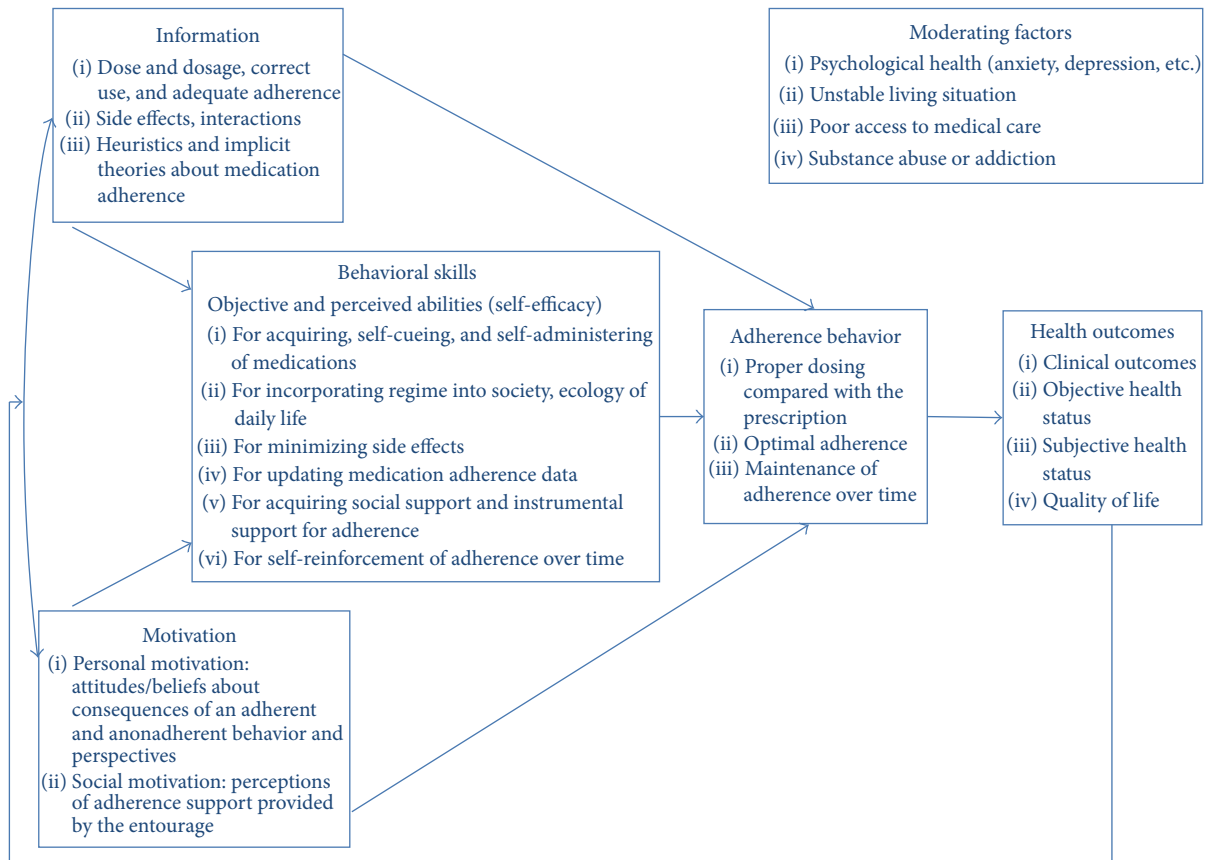 Information
(i) Dose and dosage, correct
use, and adequate adherence
(ii) Side effects, interactions
(iii) Heuristics and implicit
theories about medication
adherence
Moderating factors
(i) Psychological health (anxiety, depression, etc.)
(ii) Unstable living situation
(iii) Poor access to medical care
(iv) Substance abuse or addiction
Behavioral skills
Objective and perceived abilities (self-efficacy)
(i) For acquiring, self-cueing, and self-administering
of medications
(ii) For incorporating regime into society, ecology of
daily life
(iii) For minimizing side effects
(iv) For updating medication adherence data
(v) For acquiring social support and instrumental
support for adherence
(vi) For self-reinforcement of adherence over time
Adherence behavior
(i) Proper dosing
compared with the
prescription
(ii) Optimal adherence
(iii) Maintenance of
adherence over time
Health outcomes
(i) Clinical outcomes
(ii) Objective health
status
(iii) Subjective health
status
(iv) Quality of life
Motivation
(i) Personal motivation:
attitudes/beliefs about
consequences of an adherent
and anonadherent behavior and
perspectives
(ii) Social motivation: perceptions
of adherence support provided
by the entourage